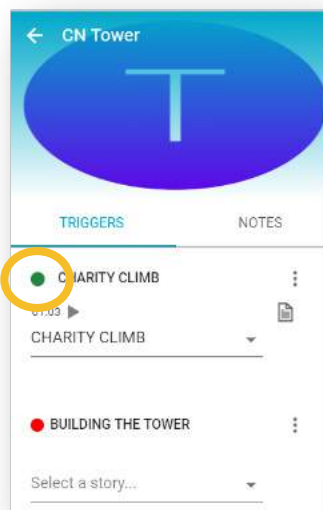 CN Tower
T
TRIGGERS NOTES
CHARITY CLIMB
01:03
CHARITY CLIMB
BUILDING THE TOWER
Select a story...